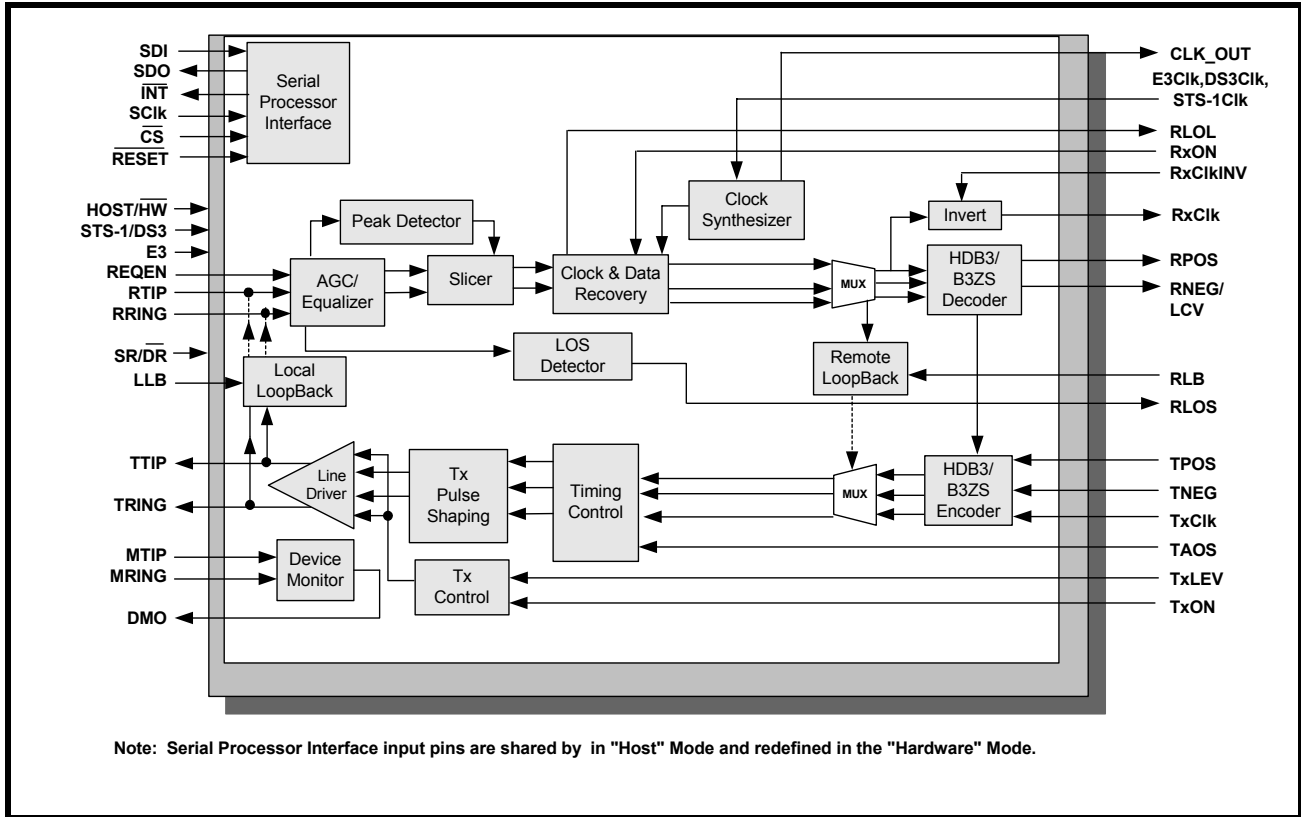 SDI
SDO
INT
SClk
CS
RESET
HOST/HW
STS-1/DS3
E3
REQEN
RTIP
RRING
SR/DR
LLB
TTIP
TRING
MTIP
MRING
DMO
Serial
Processor
Interface
Peak Detector
AGC/
Equalizer
Slicer
Clock & Data
Recovery
Clock
Synthesizer
Invert
MUX
HDB3/
B3ZS
Decoder
LOS
Detector
Remote
LoopBack
Local
LoopBack
Line
Driver
Tx
Pulse
Shaping
Timing
Control
MUX
HDB3/
B3ZS
Encoder
Device
Monitor
Tx
Control
CLK_OUT
E3Clk,DS3Clk,
STS-1Clk
RLOL
RxON
RxClkINV
RxClk
RPOS
RNEG/
LCV
RLB
RLOS
TPOS
TNEG
TxClk
TAOS
TxLEV
TxON
Note: Serial Processor Interface input pins are shared by in "Host" Mode and redefined in the "Hardware" Mode.